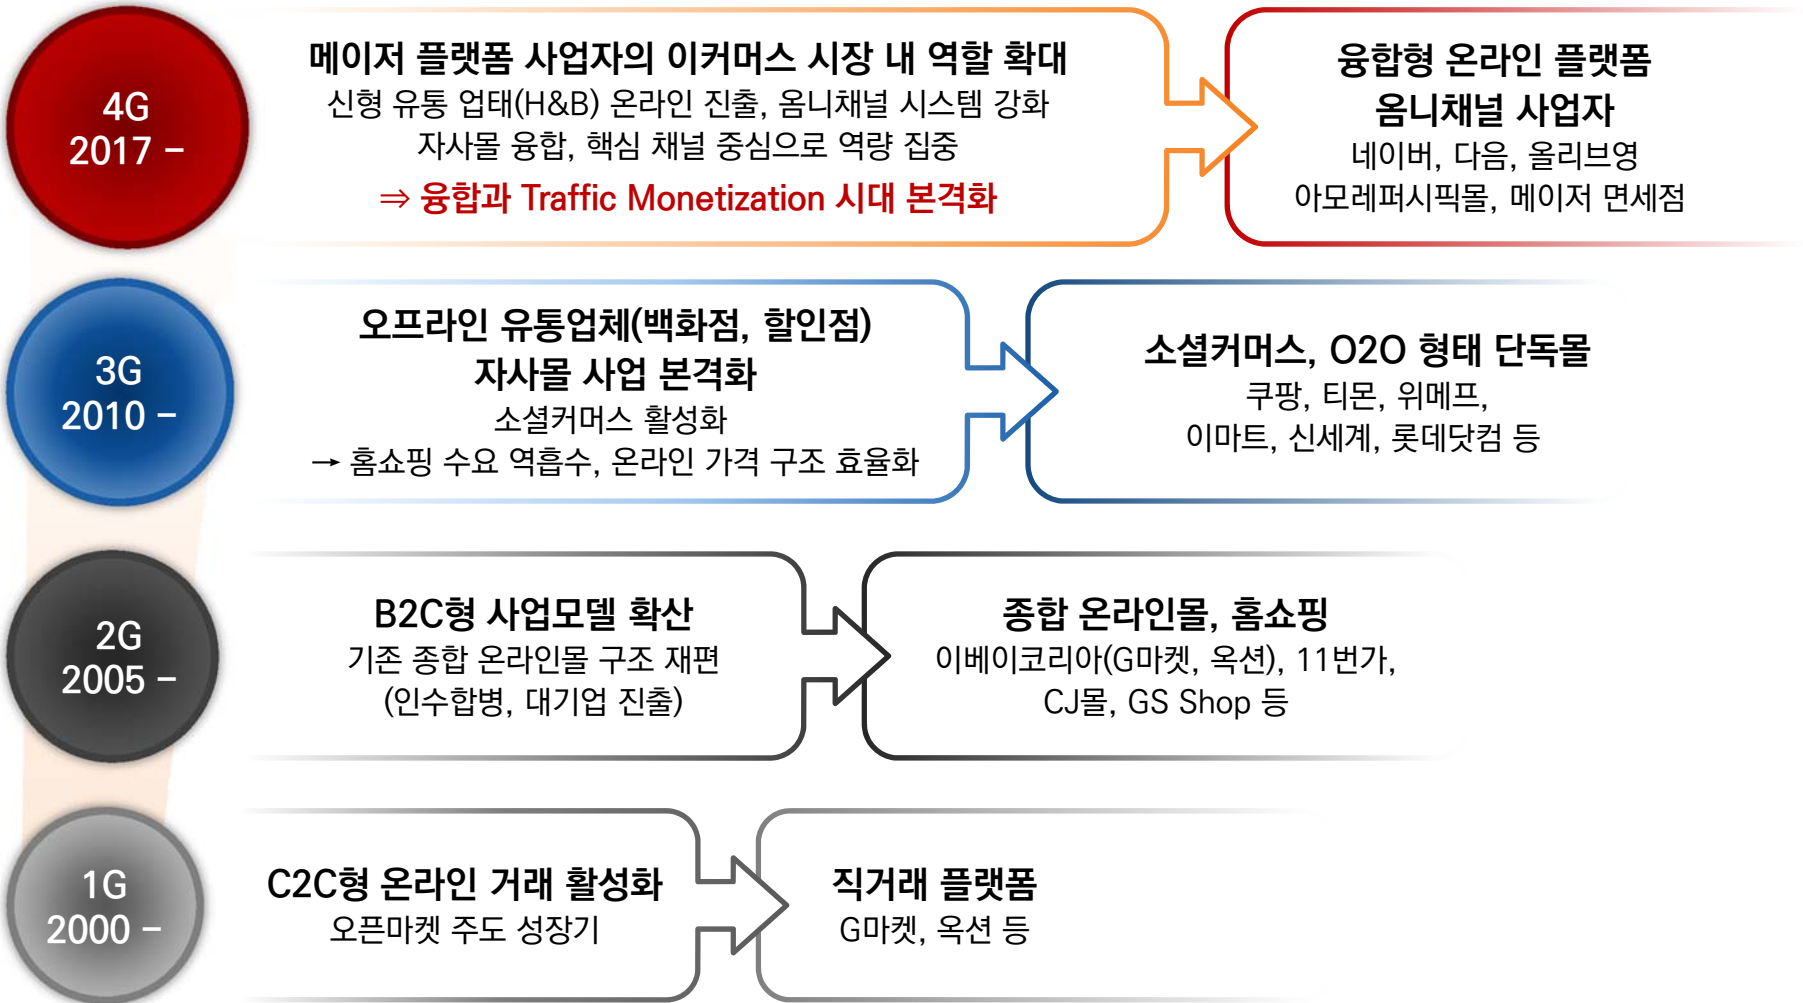 4G
2017 –
메이저 플랫폼 사업자의 이커머스 시장 내 역할 확대
신형 유통 업태(H&B) 온라인 진출, 옴니채널 시스템 강화
자사몰 융합, 핵심 채널 중심으로 역량 집중
⇒ 융합과 Traffic Monetization 시대 본격화
융합형 온라인 플랫폼
옴니채널 사업자
네이버, 다음, 올리브영
아모레퍼시픽몰, 메이저 면세점
3G
2010 –
오프라인 유통업체(백화점, 할인점)
자사몰 사업 본격화
소셜커머스 활성화
→ 홈쇼핑 수요 역흡수, 온라인 가격 구조 효율화
소셜커머스, O2O 형태 단독몰
쿠팡, 티몬, 위메프,
이마트, 신세계, 롯데닷컴 등
2G
2005 –
B2C형 사업모델 확산
기존 종합 온라인몰 구조 재편
(인수합병, 대기업 진출)
종합 온라인몰, 홈쇼핑
이베이코리아(G마켓, 옥션), 11번가,
CJ몰, GS Shop 등
1G
2000 –
C2C형 온라인 거래 활성화
오픈마켓 주도 성장기
직거래 플랫폼
G마켓, 옥션 등